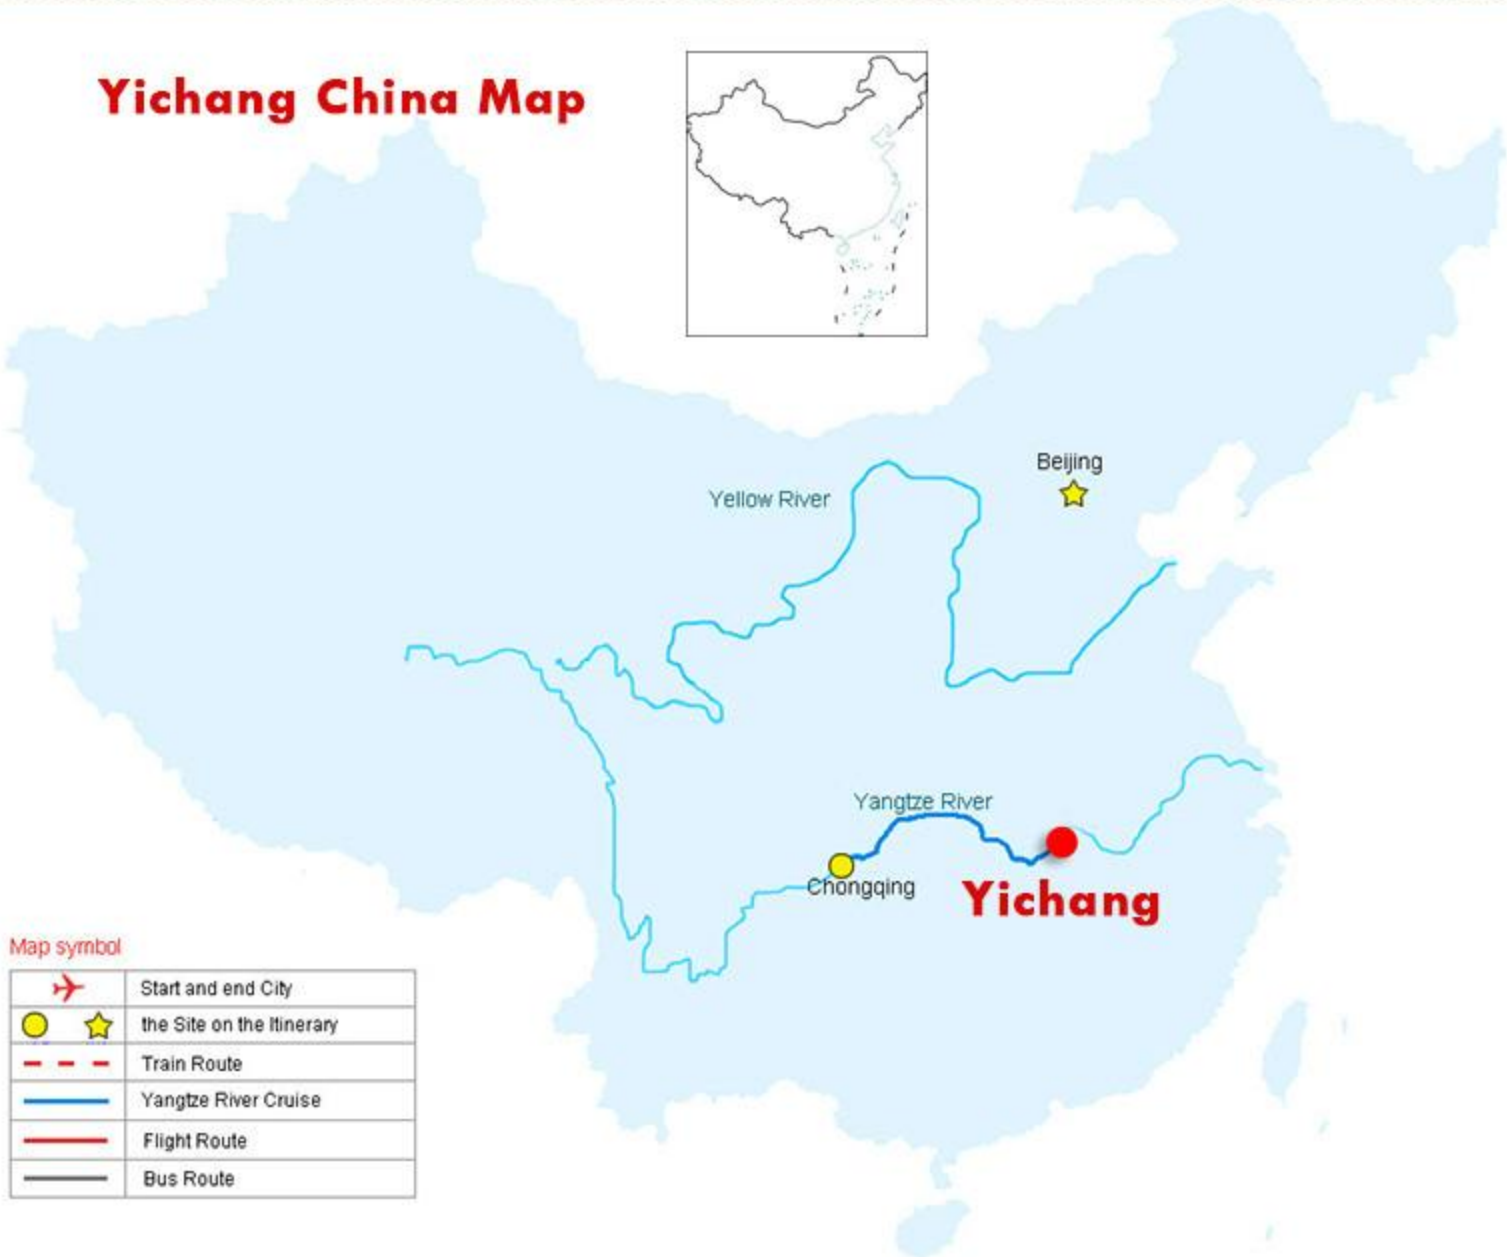 Yichang China Map
Beijing
Yellow River
Yangtze River
Chongqing
Yichang
Map symbol
Start and end City
the Site on the Itinerary
Train Route
Yangtze River Cruise
Flight Route
Bus Route